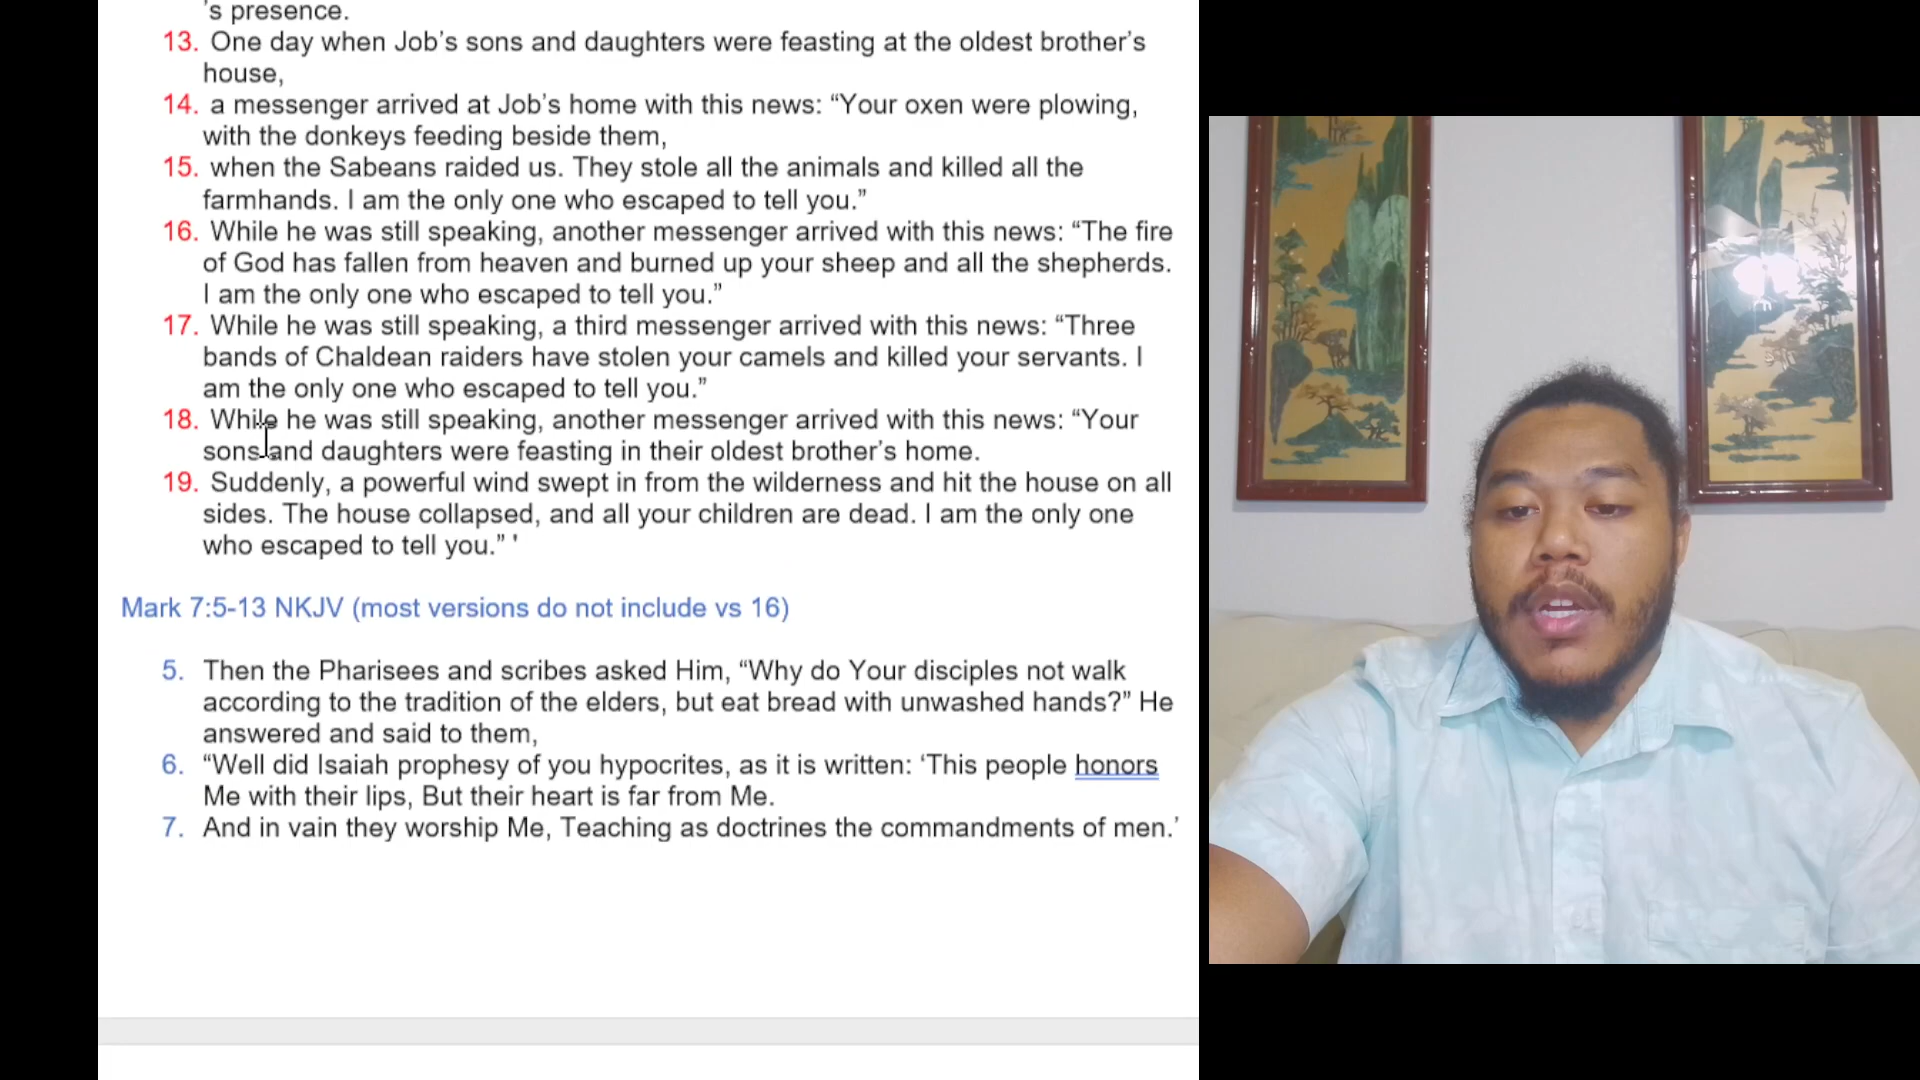 's presence.
13. One day when Job’s sons and daughters were feasting at the oldest brother’s
house,
14. a messenger arrived at Job’s home with this news: “Your oxen were plowing,
with the donkeys feeding beside them,
15. when the Sabeans raided us. They stole all the animals and killed all the
farmhands. I am the only one who escaped to tell you.”
16. While he was still speaking, another messenger arrived with this news: “The fire
of God has fallen from heaven and burned up your sheep and all the shepherds.
I am the only one who escaped to tell you.”
17. While he was still speaking, a third messenger arrived with this news: “Three
bands of Chaldean raiders have stolen your camels and killed your servants. I
am the only one who escaped to tell you.”
18. While he was still speaking, another messenger arrived with this news: “Your
sons and daughters were feasting in their oldest brother’s home.
19. Suddenly, a powerful wind swept in from the wilderness and hit the house on all
sides. The house collapsed, and all your children are dead. I am the only one
who escaped to tell you.” '
Mark 7:5-13 NKJV (most versions do not include vs 16)
5. Then the Pharisees and scribes asked Him, “Why do Your disciples not walk
according to the tradition of the elders, but eat bread with unwashed hands?” He
answered and said to them,
6. “Well did Isaiah prophesy of you hypocrites, as it is written: ‘This people honors
Me with their lips, But their heart is far from Me.
7. And in vain they worship Me, Teaching as doctrines the commandments of men.’